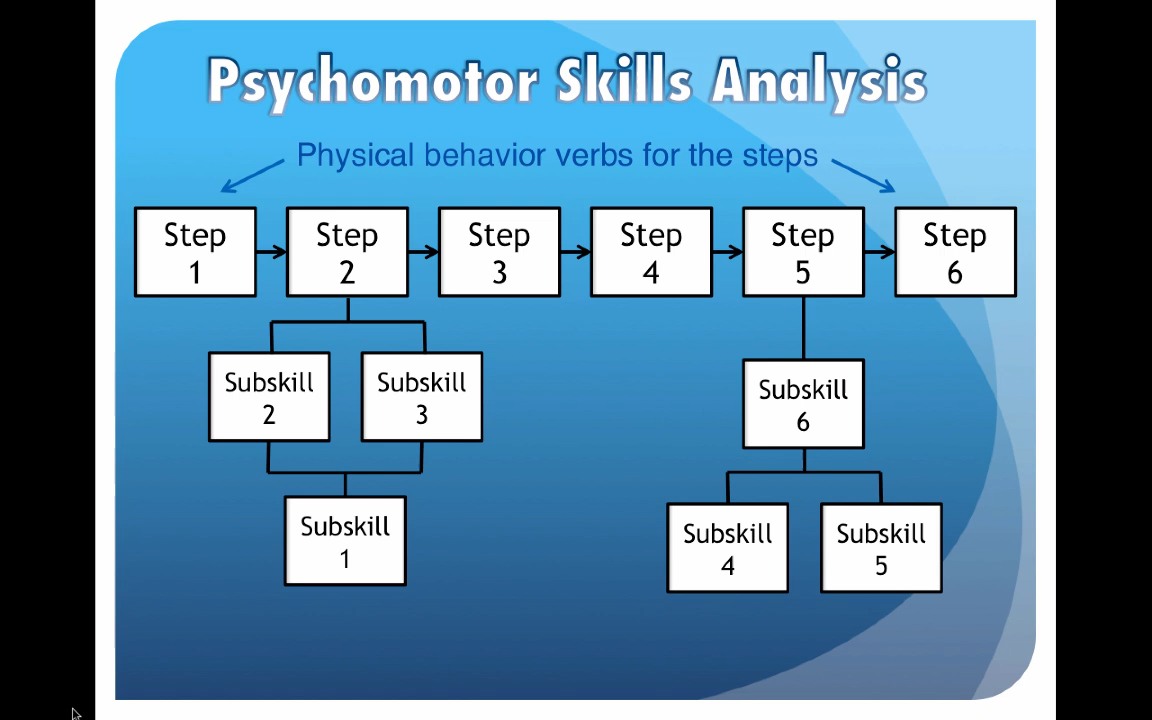 Psychomotor Skills Analysis
Physical behavior verbs for the steps
Step
1
Step
2
Step
3
Step
4
Step
5
Step
6
Subskill
2
Subskill
3
Subskill
6
Subskill
1
Subskill
4
Subskill
5